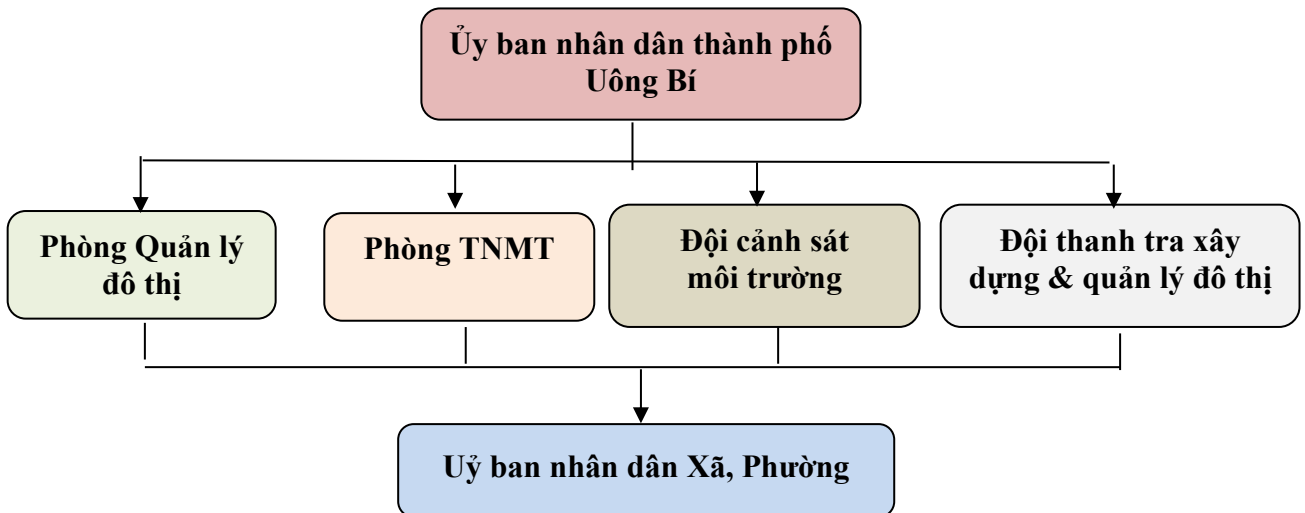 Ủy ban nhân dân thành phố
Uông Bí
Phòng Quản lý
đô thị
Phòng TNMT
Đội cảnh sát
môi trường
Đội thanh tra xây
dựng & quản lý đô thị
Uỷ ban nhân dân Xã, Phường